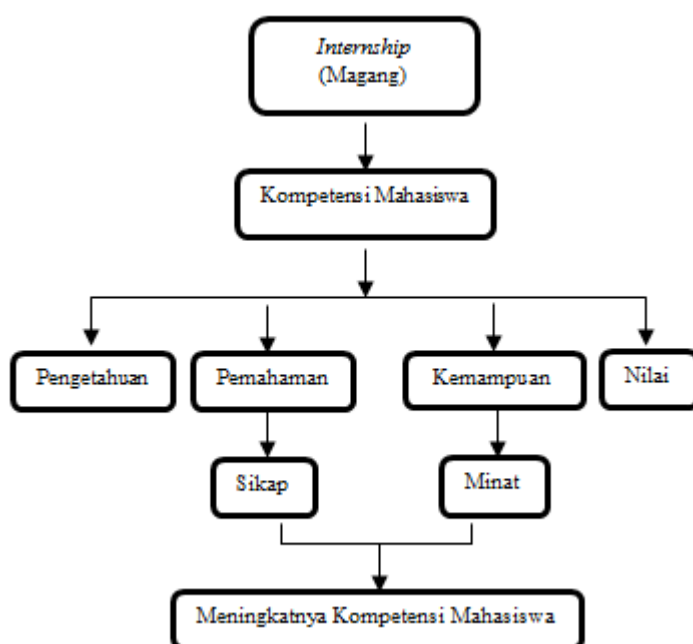 Internship
(Magang)
Kompetensi Mahasiswa
Pengetahuan
Pemahaman
Kemampuan
Nilai
Sikap
Minat
Meningkatnya Kompetensi Mahasiswa